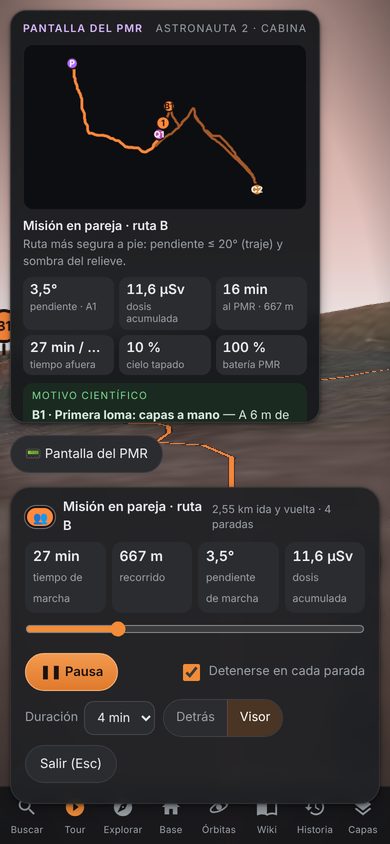 PANTALLA DEL PMR
ASTRONAUTA 2 · CABINA
P
B1
1
Q1
Misión en pareja · ruta B
Ruta más segura a pie: pendiente ≤ 20° (traje) y
sombra del relieve.
3,5°
11,6 µSv
16 min
pendiente · A1
dosis
acumulada
al PMR · 667 m
27 min / …
10 %
100 %
tiempo afuera
cielo tapado
batería PMR
MOTIVO CIENTÍFICO
B1 · Primera loma: capas a mano — A 6 m de
B1
Pantalla del PMR
Misión en pareja · ruta
B
2,55 km ida y vuelta · 4
paradas
27 min
667 m
3,5°
11,6 µSv
tiempo de
marcha
recorrido
pendiente
de marcha
dosis
acumulada
Pausa
Detenerse en cada parada
Duración
4 min
Detrás
Visor
Salir (Esc)
Buscar
Tour
Explorar
Base
Órbitas
Wiki
Historia
Capas